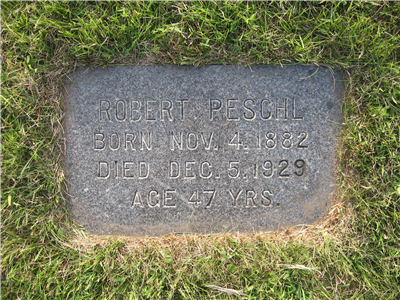 ROBERT PESCHL
BORN NOV. 4. 1882
DIED DEC. 5. 1929
AGE 47 YRS.